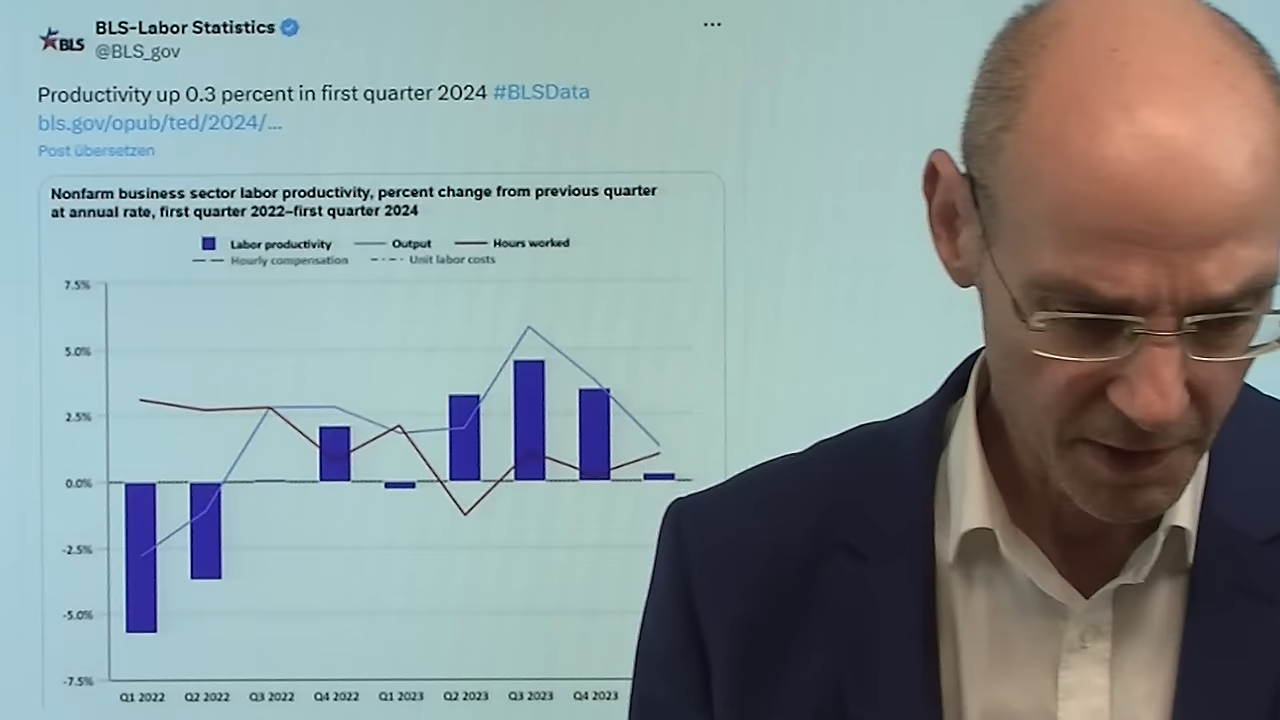 BLS-Labor Statistics
BLS
@BLS_gov
...
Productivity up 0.3 percent in first quarter 2024 #BLSData
bls.gov/opub/ted/2024/...
Post übersetzen
Nonfarm business sector labor productivity, percent change from previous quarter
at annual rate, first quarter 2022–first quarter 2024
Labor productivity Output Hours worked
Hourly compensation Unit labor costs
7.5%
5.0%
2.5%
0.0%
-2.5%
-5.0%
-7.5%
Q1 2022 Q2 2022 Q3 2022 Q4 2022 Q1 2023 Q2 2023 Q3 2023 Q4 2023